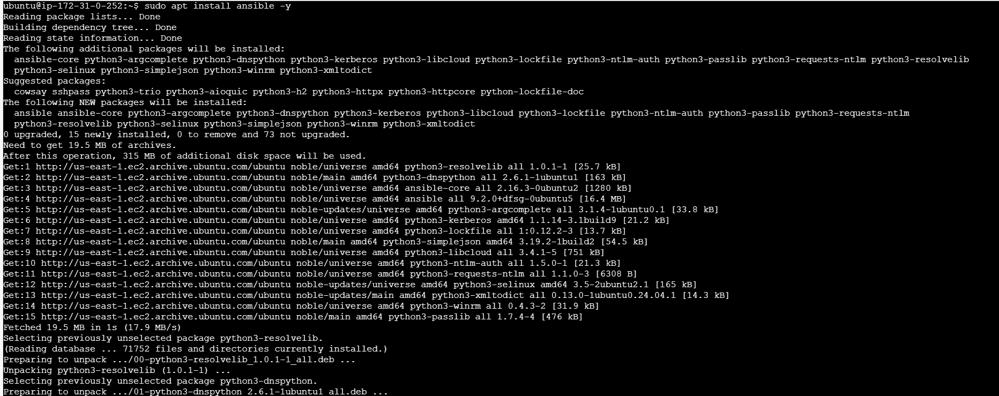 ubuntu@ip-172-31-0-252:~$ sudo apt install ansible -y
Reading package lists... Done
Building dependency tree... Done
Reading state information... Done
The following additional packages will be installed:
  ansible-core python3-argcomplete python3-dnspython python3-kerberos python3-libcloud python3-lockfile python3-ntlm-auth python3-passlib python3-requests-ntlm python3-resolvelib
  python3-selinux python3-simplejson python3-winrm python3-xmltodict
Suggested packages:
  cowsay sshpass python3-trio python3-aioquic python3-h2 python3-httpx python3-httpcore python-lockfile-doc
The following NEW packages will be installed:
  ansible ansible-core python3-argcomplete python3-dnspython python3-kerberos python3-libcloud python3-lockfile python3-ntlm-auth python3-passlib python3-requests-ntlm
  python3-resolvelib python3-selinux python3-simplejson python3-winrm python3-xmltodict
0 upgraded, 15 newly installed, 0 to remove and 73 not upgraded.
Need to get 19.5 MB of archives.
After this operation, 315 MB of additional disk space will be used.
Get:1 http://us-east-1.ec2.archive.ubuntu.com/ubuntu noble/universe amd64 python3-resolvelib all 1.0.1-1 [25.7 kB]
Get:2 http://us-east-1.ec2.archive.ubuntu.com/ubuntu noble/main amd64 python3-dnspython all 2.6.1-1ubuntu1 [163 kB]
Get:3 http://us-east-1.ec2.archive.ubuntu.com/ubuntu noble/universe amd64 ansible-core all 2.16.3-0ubuntu2 [1280 kB]
Get:4 http://us-east-1.ec2.archive.ubuntu.com/ubuntu noble/universe amd64 ansible all 9.2.0+dfsg-0ubuntu5 [16.4 MB]
Get:5 http://us-east-1.ec2.archive.ubuntu.com/ubuntu noble-updates/universe amd64 python3-argcomplete all 3.1.4-1ubuntu0.1 [33.8 kB]
Get:6 http://us-east-1.ec2.archive.ubuntu.com/ubuntu noble/universe amd64 python3-kerberos amd64 1.1.14-3.1build9 [21.2 kB]
Get:7 http://us-east-1.ec2.archive.ubuntu.com/ubuntu noble/universe amd64 python3-lockfile all 1:0.12.2-3 [13.7 kB]
Get:8 http://us-east-1.ec2.archive.ubuntu.com/ubuntu noble/main amd64 python3-simplejson amd64 3.19.2-1build2 [54.5 kB]
Get:9 http://us-east-1.ec2.archive.ubuntu.com/ubuntu noble/universe amd64 python3-libcloud all 3.4.1-5 [751 kB]
Get:10 http://us-east-1.ec2.archive.ubuntu.com/ubuntu noble/universe amd64 python3-ntlm-auth all 1.5.0-1 [21.3 kB]
Get:11 http://us-east-1.ec2.archive.ubuntu.com/ubuntu noble/universe amd64 python3-requests-ntlm all 1.1.0-3 [6308 B]
Get:12 http://us-east-1.ec2.archive.ubuntu.com/ubuntu noble-updates/universe amd64 python3-selinux amd64 3.5-2ubuntu2.1 [165 kB]
Get:13 http://us-east-1.ec2.archive.ubuntu.com/ubuntu noble-updates/main amd64 python3-xmltodict all 0.13.0-1ubuntu0.24.04.1 [14.3 kB]
Get:14 http://us-east-1.ec2.archive.ubuntu.com/ubuntu noble/universe amd64 python3-winrm all 0.4.3-2 [31.9 kB]
Get:15 http://us-east-1.ec2.archive.ubuntu.com/ubuntu noble/main amd64 python3-passlib all 1.7.4-4 [476 kB]
Fetched 19.5 MB in 1s (17.9 MB/s)
Selecting previously unselected package python3-resolvelib.
(Reading database ... 71752 files and directories currently installed.)
Preparing to unpack .../00-python3-resolvelib_1.0.1-1_all.deb ...
Unpacking python3-resolvelib (1.0.1-1) ...
Selecting previously unselected package python3-dnspython.
Preparing to unpack .../01-python3-dnspython_2.6.1-1ubuntu1_all.deb ...